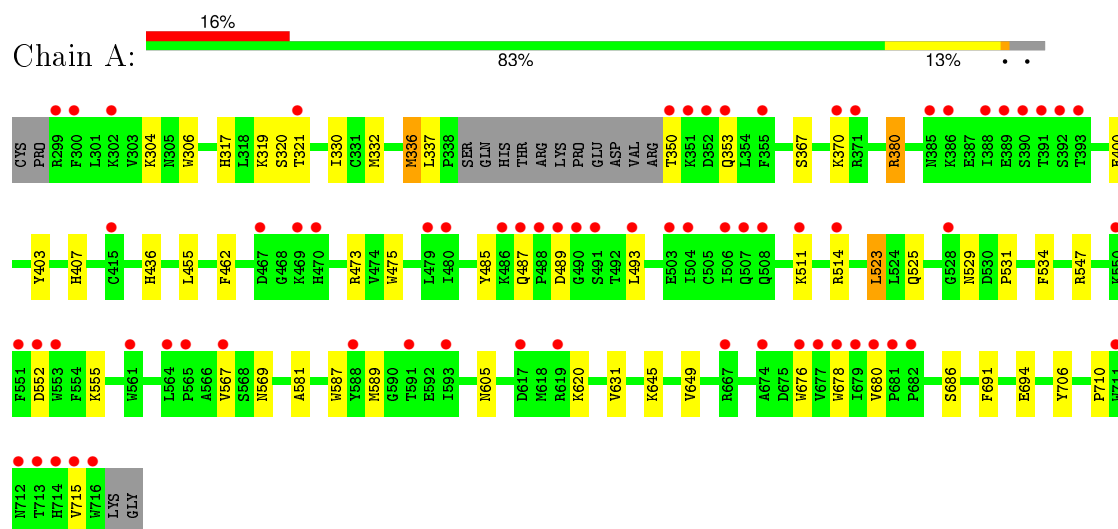 16%
Chain A:
83% 13% • •
CYS PRO R299 F300 L301 K302 V303 K304 N305 W306 H317 L318 K319 S320 T321 I330 C331 M332 M336 L337 P338 SER GLN HIS THR ARG LYS PRO GLU ASP VAL ARG T350 K351 D352 Q353 L354 F355 S367 K370 R371 R380 N385 K386 E387 I388 E389 S390 T391 S392 T393
Y403 H407 C415 H436 L455 F462 D467 G468 K469 H470 R473 V474 W475 L479 I480 Y485 K486 Q487 P488 D489 G490 S491 T492 L493 E503 I504 C505 I506 Q507 Q508 K511 R514 L523 L524 Q525 G528 N529 D530 P531 F534 R547 K550
F551 D552 W553 F554 K555 W561 L564 P565 A566 V567 S568 N569 A581 W587 Y588 M589 G590 T591 E592 I593 N605 D617 M618 R619 K620 V631 K645 V649 R667 A674 D675 W676 V677 W678 I679 V680 P681 P682 S686 F691 E694 Y706 P710 W711
N712 T713 H714 V715 W716 LYS GLY